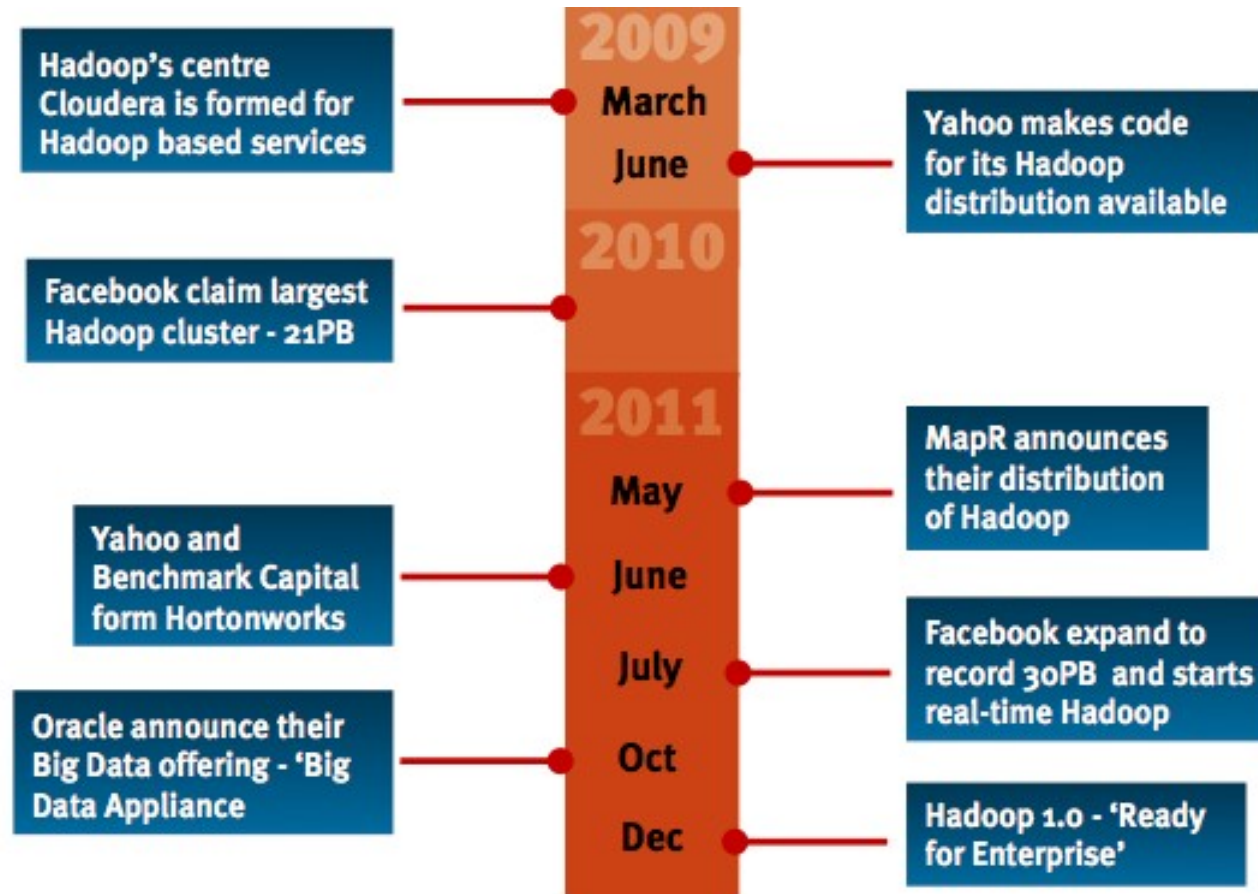 2009
Hadoop's centre
Cloudera is formed for
Hadoop based services
March
June
Yahoo makes code
for its Hadoop
distribution available
2010
Facebook claim largest
Hadoop cluster - 21PB
2011
May
MapR announces
their distribution
of Hadoop
Yahoo and
Benchmark Capital
form Hortonworks
June
July
Facebook expand to
record 30PB and starts
real-time Hadoop
Oracle announce their
Big Data offering - 'Big
Data Appliance
Oct
Dec
Hadoop 1.0 - 'Ready
for Enterprise'